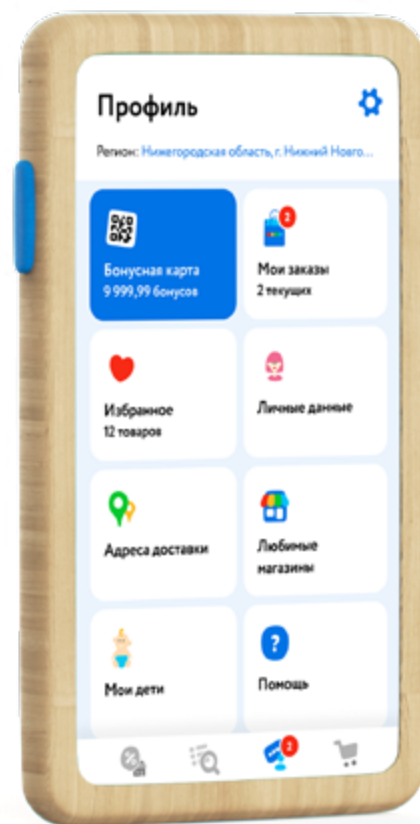 Профиль
Регион: Нижегородская область, г. Нижний Новго...
Бонусная карта
9 999,99 бонусов
2
Мои заказы
2 текущих
Избранное
12 товаров
Личные данные
Адреса доставки
Любимые
магазины
Мои дети
?
Помощь
%
2